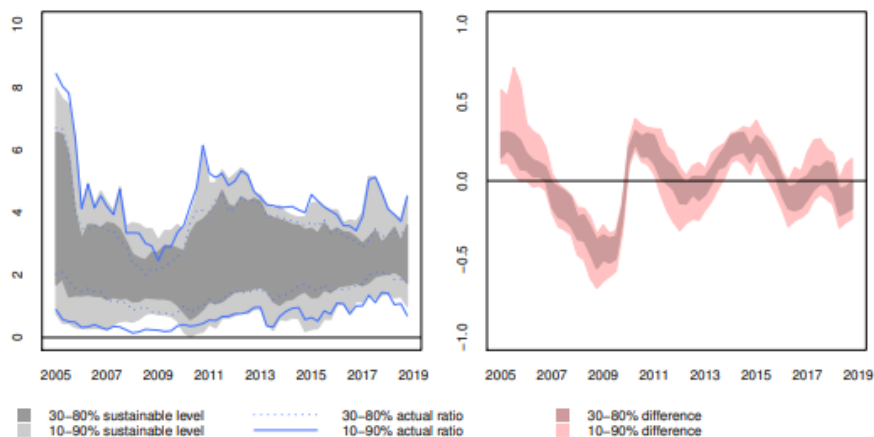 10
8
6
4
2
0
2005 2007 2009 2011 2013 2015 2017 2019
1.0
0.5
0.0
−0.5
−1.0
2005 2007 2009 2011 2013 2015 2017 2019
30−80% sustainable level 30−80% actual ratio 30−80% difference
10−90% sustainable level 10−90% actual ratio 10−90% difference